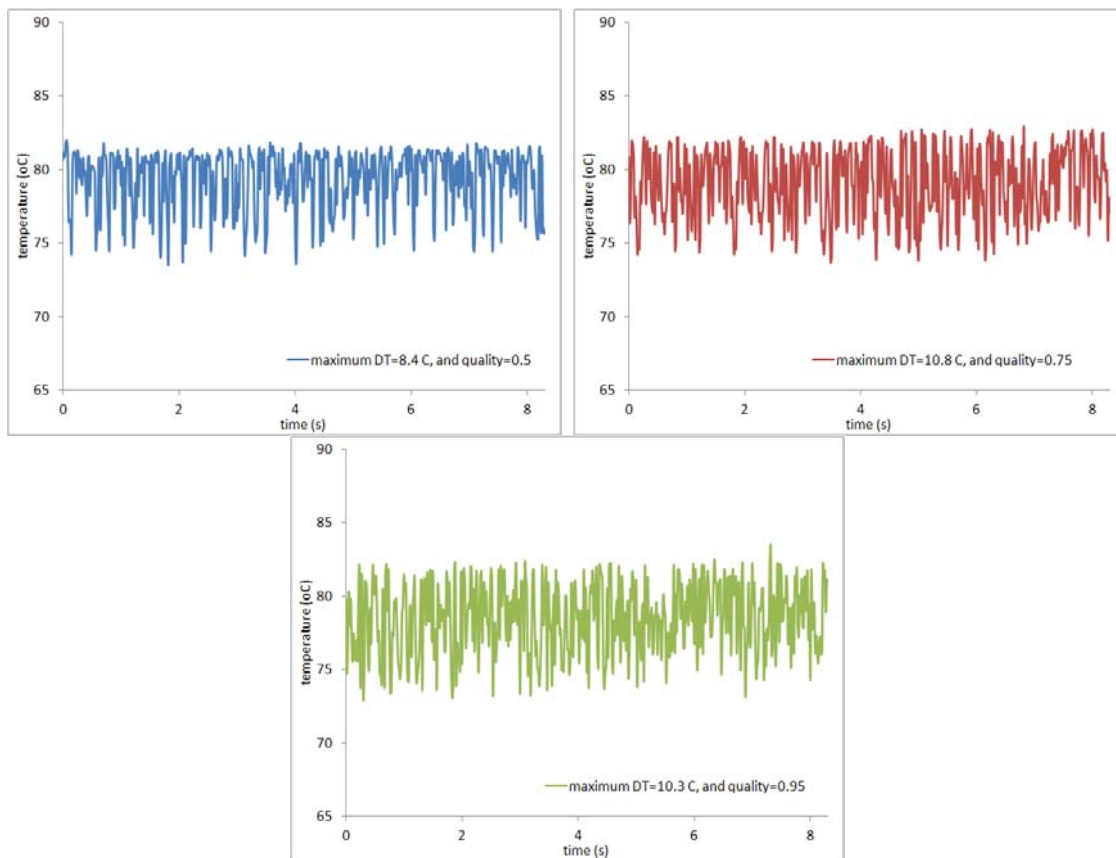 90
85
80
75
70
65
temperature (oC)
maximum DT=8.4 C, and quality=0.5
0 2 4 6 8
time (s)
90
85
80
75
70
65
temperature (oC)
maximum DT=10.8 C, and quality=0.75
0 2 4 6 8
time (s)
90
85
80
75
70
65
temperature (oC)
maximum DT=10.3 C, and quality=0.95
0 2 4 6 8
time (s)